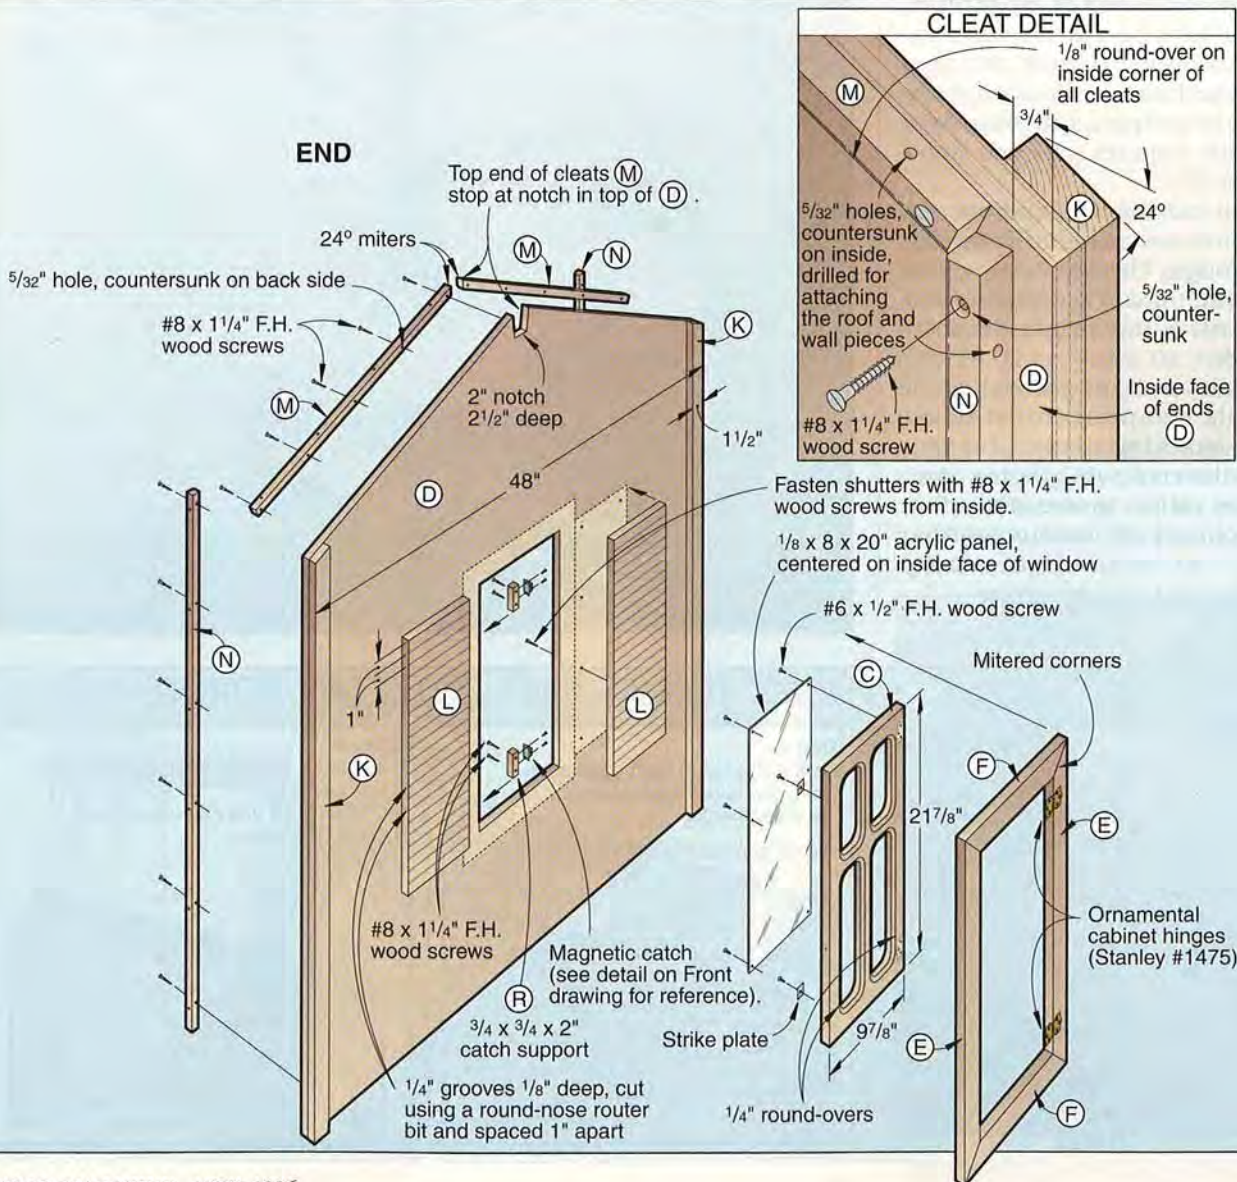 CLEAT DETAIL
1/8" round-over on
inside corner of
all cleats
M
3/4"
K
24°
5/32" holes,
countersunk
on inside,
drilled for
attaching
the roof and
wall pieces
5/32" hole,
counter-
sunk
N
D
Inside face
of ends
D
#8 x 1 1/4" F.H.
wood screw
END
Top end of cleats M
stop at notch in top of D .
24° miters
M
N
5/32" hole, countersunk on back side
#8 x 1 1/4" F.H.
wood screws
K
M
2" notch
2 1/2" deep
1 1/2"
D
48"
Fasten shutters with #8 x 1 1/4" F.H.
wood screws from inside.
1/8 x 8 x 20" acrylic panel,
centered on inside face of window
#6 x 1/2" F.H. wood screw
N
Mitered corners
C
1"
L
L
K
F
21 7/8"
E
#8 x 1 1/4" F.H.
wood screws
Magnetic catch
(see detail on Front
drawing for reference).
Ornamental
cabinet hinges
(Stanley #1475)
R
3/4 x 3/4 x 2"
catch support
Strike plate
9 7/8"
E
1/4" grooves 1/8" deep, cut
using a round-nose router
bit and spaced 1" apart
1/4" round-overs
F